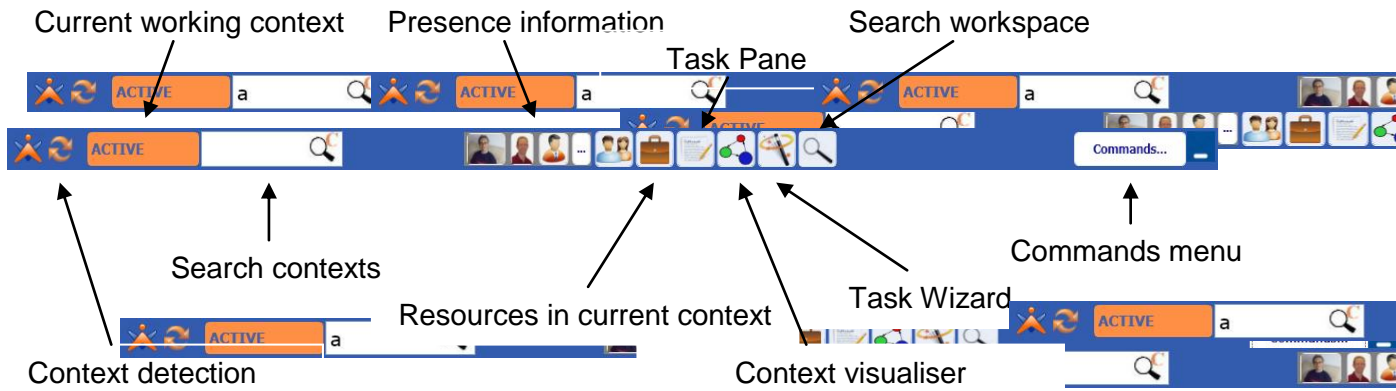 Current working context Presence information Search workspace
Task Pane
ACTIVE a ACTIVE a ACTIVE a
ACTIVE
ACTIVE ... Commands...
Search contexts Commands menu
Resources in current context Task Wizard
ACTIVE a ACTIVE a
Context detection Context visualiser